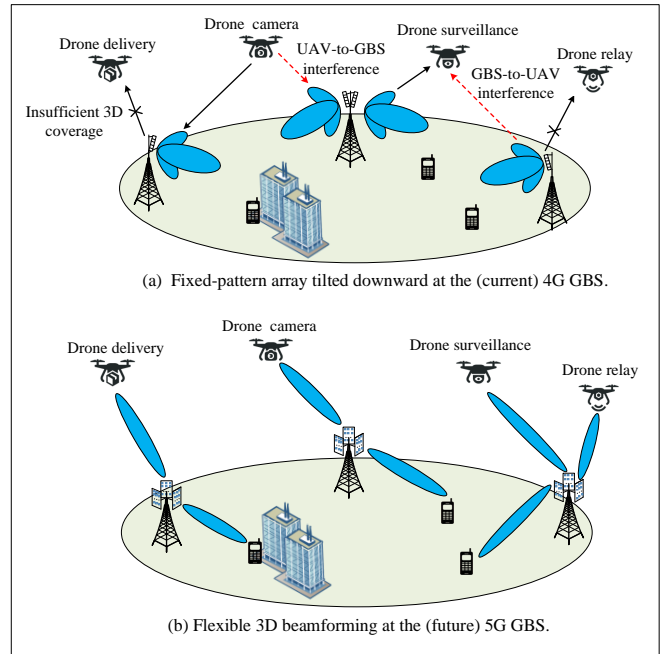 Drone camera
Drone delivery
UAV-to-GBS
interference
Drone surveillance
Drone relay
GBS-to-UAV
interference
Insufficient 3D
coverage
(a) Fixed-pattern array tilted downward at the (current) 4G GBS.
Drone camera
Drone delivery
Drone surveillance
Drone relay
(b) Flexible 3D beamforming at the (future) 5G GBS.